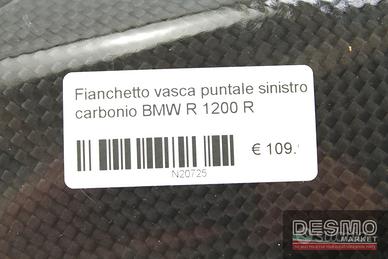 Fianchetto vasca puntale sinistro
carbonio BMW R 1200 R
€ 109.
N20725
DESMO
MARKET